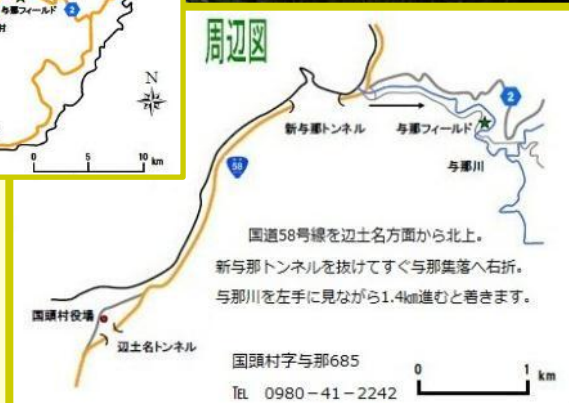 与那フィールド
2
村
N
0 5 10 km
周辺図
2
新与那トンネル
与那フィールド
与那川
58
国道58号線を辺土名方面から北上。
新与那トンネルを抜けてすぐ与那集落へ右折。
与那川を左手に見ながら1.4㎞進むと着きます。
国頭村役場
辺土名トンネル
国頭村字与那685
℡ 0980－41－2242
0 1 km